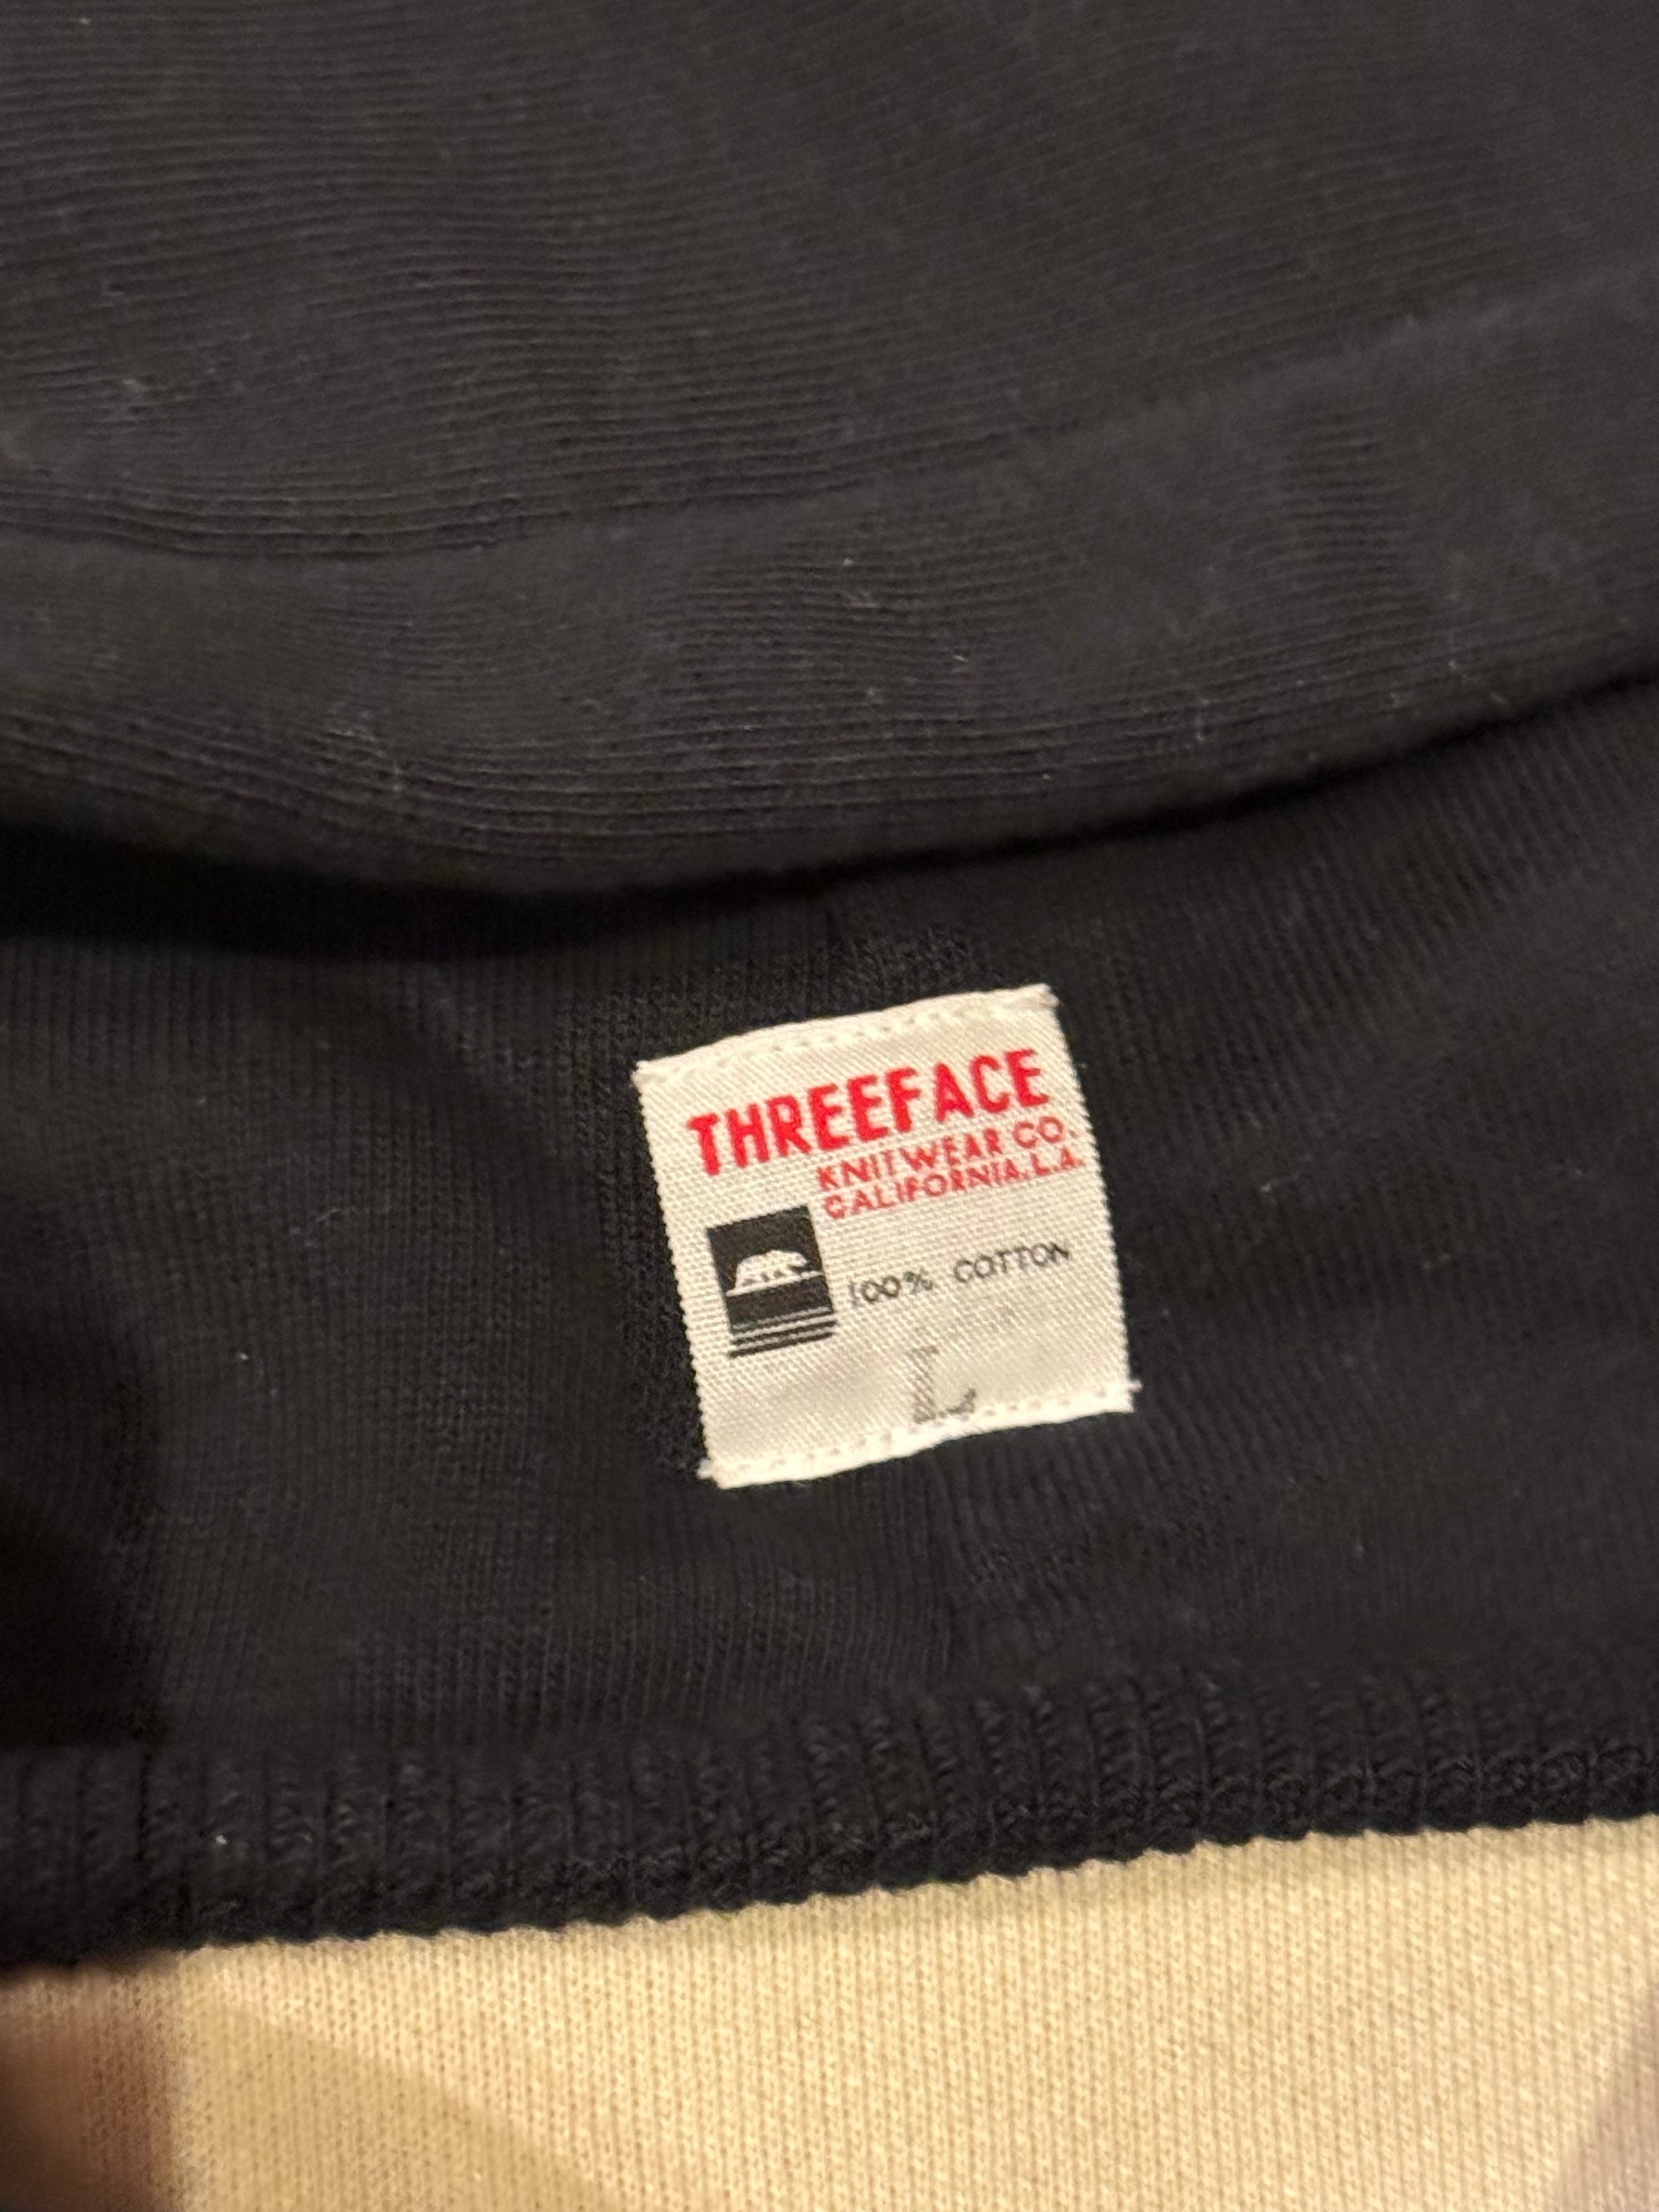 THREEFACE
KNITWEAR CO.
CALIFORNIA.L.A.
100% COTTON
L